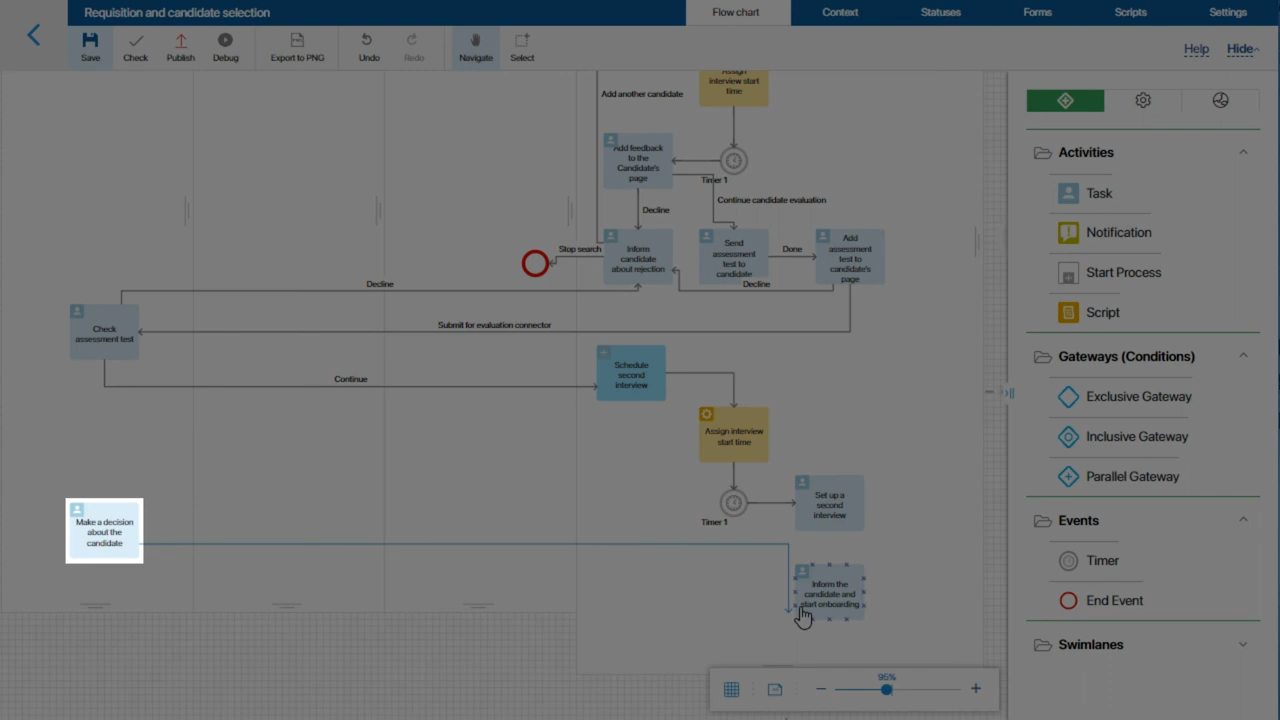 Requisition and candidate selection
Flow chart
Context
Statuses
Forms
Scripts
Settings
Save
Check
Publish
Debug
Export to PNG
Undo
Redo
Navigate
Select
Help
Hide
Assign
interview start
time
Add another candidate
Add feedback
to the
Candidate's
page
Timer 1
Continue candidate evaluation
Decline
Stop search
Inform
candidate
about rejection
Send
assessment
test to
candidate
Done
Add
assessment
test to
candidate's
page
Decline
Decline
Check
assessment test
Submit for evaluation connector
Schedule
second
interview
Continue
Assign interview
start time
Set up a
second
interview
Timer 1
Make a decision
about the
candidate
Inform the
candidate and
start onboarding
95%
Activities
Task
Notification
Start Process
Script
Gateways (Conditions)
Exclusive Gateway
Inclusive Gateway
Parallel Gateway
Events
Timer
End Event
Swimlanes